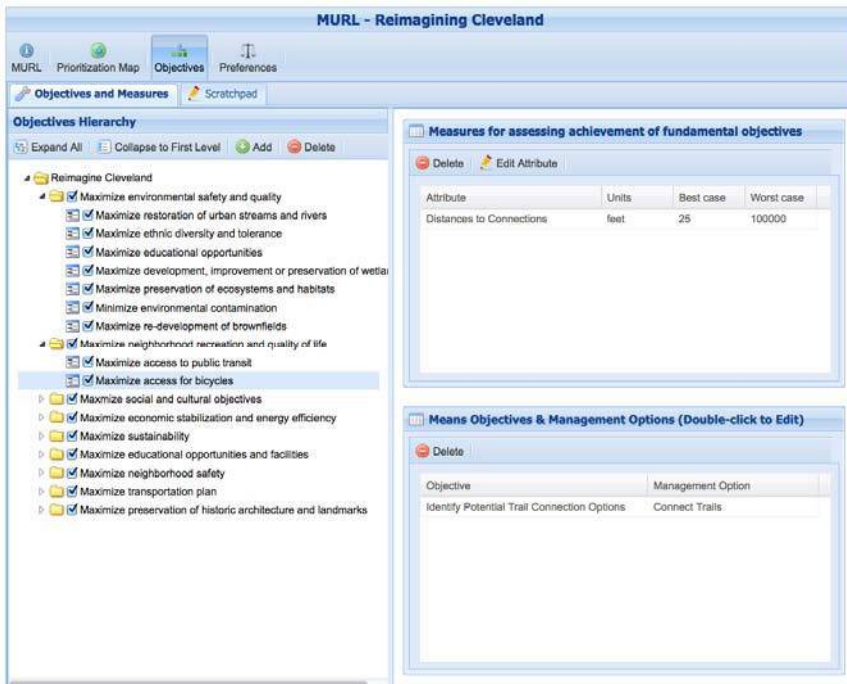 MURL - Reimagining Cleveland
MURL Prioritization Map Objectives Preferences
Objectives and Measures Scratchpad
Objectives Hierarchy
Expand All Collapse to First Level Add Delete
Reimagine Cleveland
Maximize environmental safety and quality
Maximize restoration of urban streams and rivers
Maximize ethnic diversity and tolerance
Maximize educational opportunities
Maximize development, improvement or preservation of wetla
Maximize preservation of ecosystems and habitats
Minimize environmental contamination
Maximize re-development of brownfields
Maximize neighborhood recreation and quality of life
Maximize access to public transit
Maximize access for bicycles
Maxmize social and cultural objectives
Maximize economic stabilization and energy efficiency
Maximize sustainability
Maximize educational opportunities and facilities
Maximize neighborhood safety
Maximize transportation plan
Maximize preservation of historic architecture and landmarks
Measures for assessing achievement of fundamental objectives
Delete Edit Attribute
Attribute Units Best case Worst case
Distances to Connections feet 25 100000
Means Objectives & Management Options (Double-click to Edit)
Delete
Objective Management Option
Identify Potential Trail Connection Options Connect Trails